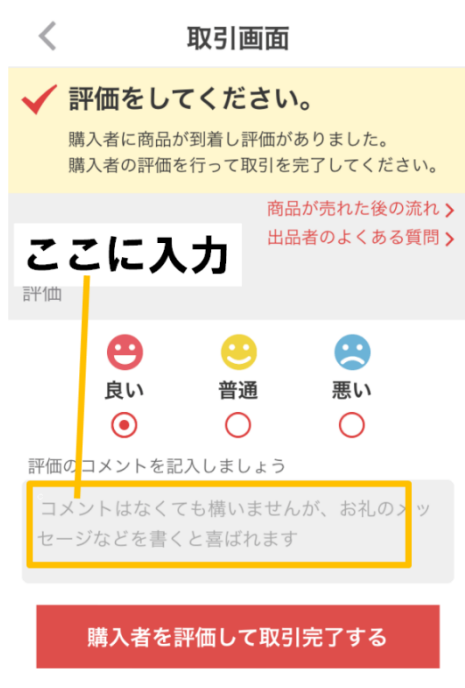 取引画面
評価をしてください。
購入者に商品が到着し評価がありました。
購入者の評価を行って取引を完了してください。
商品が売れた後の流れ
出品者のよくある質問
ここに入力
評価
良い 普通 悪い
評価のコメントを記入しましょう
コメントはなくても構いませんが、お礼のメッ
セージなどを書くと喜ばれます
購入者を評価して取引完了する